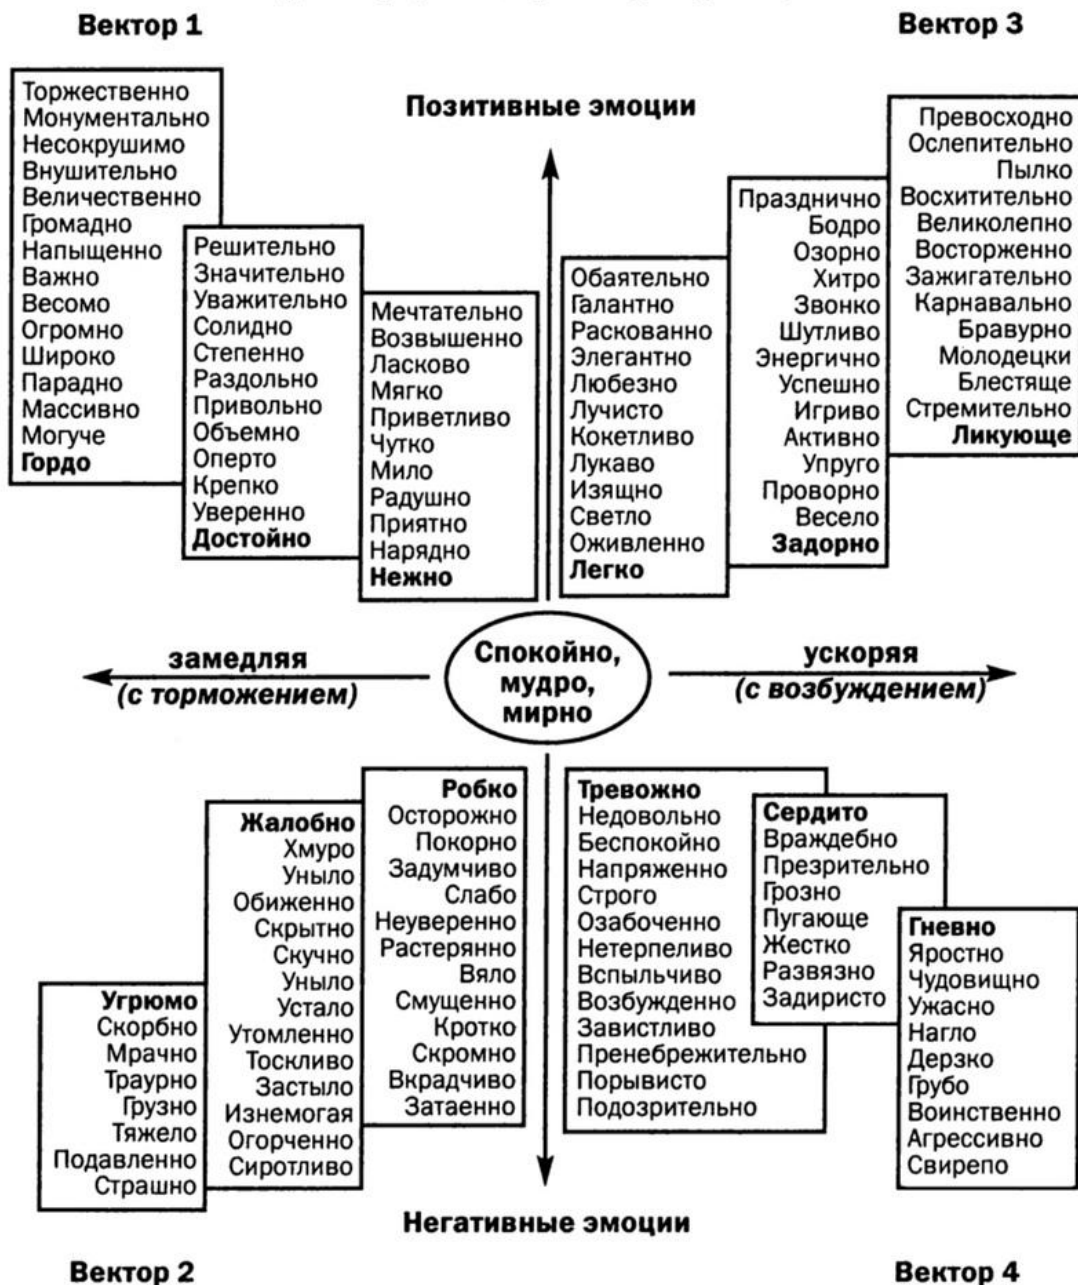 Вектор 1
Вектор 3
Позитивные эмоции
Торжественно
Монументально
Несокрушимо
Внушительно
Величественно
Громадно
Напыщенно
Важно
Весомо
Огромно
Широко
Парадно
Массивно
Могуче
Гордо
Решительно
Значительно
Уважительно
Солидно
Степенно
Раздольно
Привольно
Объемно
Оперто
Крепко
Уверенно
Достойно
Мечтательно
Возвышенно
Ласково
Мягко
Приветливо
Чутко
Мило
Радушно
Приятно
Нарядно
Нежно
Обаятельно
Галантно
Раскованно
Элегантно
Любезно
Лучисто
Кокетливо
Лукаво
Изящно
Светло
Оживленно
Легко
Празднично
Бодро
Озорно
Хитро
Звонко
Шутливо
Энергично
Успешно
Игриво
Активно
Упруго
Проворно
Весело
Задорно
Превосходно
Ослепительно
Пылко
Восхитительно
Великолепно
Восторженно
Зажигательно
Карнавально
Бравурно
Молодецки
Блестяще
Стремительно
Ликующе
замедляя
(с торможением)
Спокойно,
мудро,
мирно
ускоряя
(с возбуждением)
Угрюмо
Скорбно
Мрачно
Траурно
Грузно
Тяжело
Подавленно
Страшно
Жалобно
Хмуро
Уныло
Обиженно
Скрытно
Скучно
Уныло
Устало
Утомленно
Тоскливо
Застыло
Изнемогая
Огорченно
Сиротливо
Робко
Осторожно
Покорно
Задумчиво
Слабо
Неуверенно
Растерянно
Вяло
Смущенно
Кротко
Скромно
Вкрадчиво
Затаенно
Тревожно
Недовольно
Беспокойно
Напряженно
Строго
Озабоченно
Нетерпеливо
Вспыльчиво
Возбужденно
Завистливо
Пренебрежительно
Порывисто
Подозрительно
Сердито
Враждебно
Презрительно
Грозно
Пугающе
Жестко
Развязно
Задиристо
Гневно
Яростно
Чудовищно
Ужасно
Нагло
Дерзко
Грубо
Воинственно
Агрессивно
Свирепо
Негативные эмоции
Вектор 2
Вектор 4